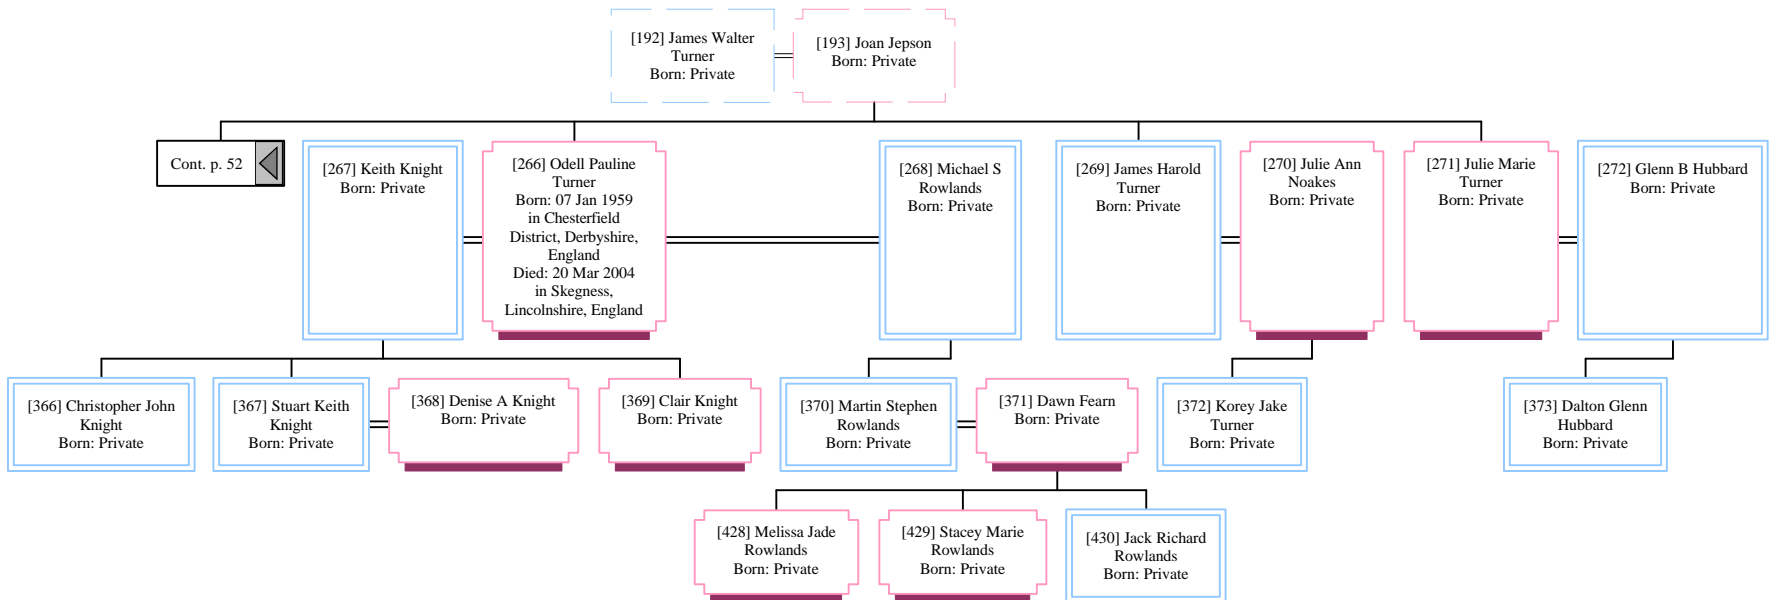 [192] James Walter
Turner
Born: Private
[193] Joan Jepson
Born: Private
Cont. p. 52
[267] Keith Knight
Born: Private
[266] Odell Pauline
Turner
Born: 07 Jan 1959
in Chesterfield
District, Derbyshire,
England
Died: 20 Mar 2004
in Skegness,
Lincolnshire, England
[268] Michael S
Rowlands
Born: Private
[269] James Harold
Turner
Born: Private
[270] Julie Ann
Noakes
Born: Private
[271] Julie Marie
Turner
Born: Private
[272] Glenn B Hubbard
Born: Private
[366] Christopher John
Knight
Born: Private
[367] Stuart Keith
Knight
Born: Private
[368] Denise A Knight
Born: Private
[369] Clair Knight
Born: Private
[370] Martin Stephen
Rowlands
Born: Private
[371] Dawn Fearn
Born: Private
[372] Korey Jake
Turner
Born: Private
[373] Dalton Glenn
Hubbard
Born: Private
[428] Melissa Jade
Rowlands
Born: Private
[429] Stacey Marie
Rowlands
Born: Private
[430] Jack Richard
Rowlands
Born: Private